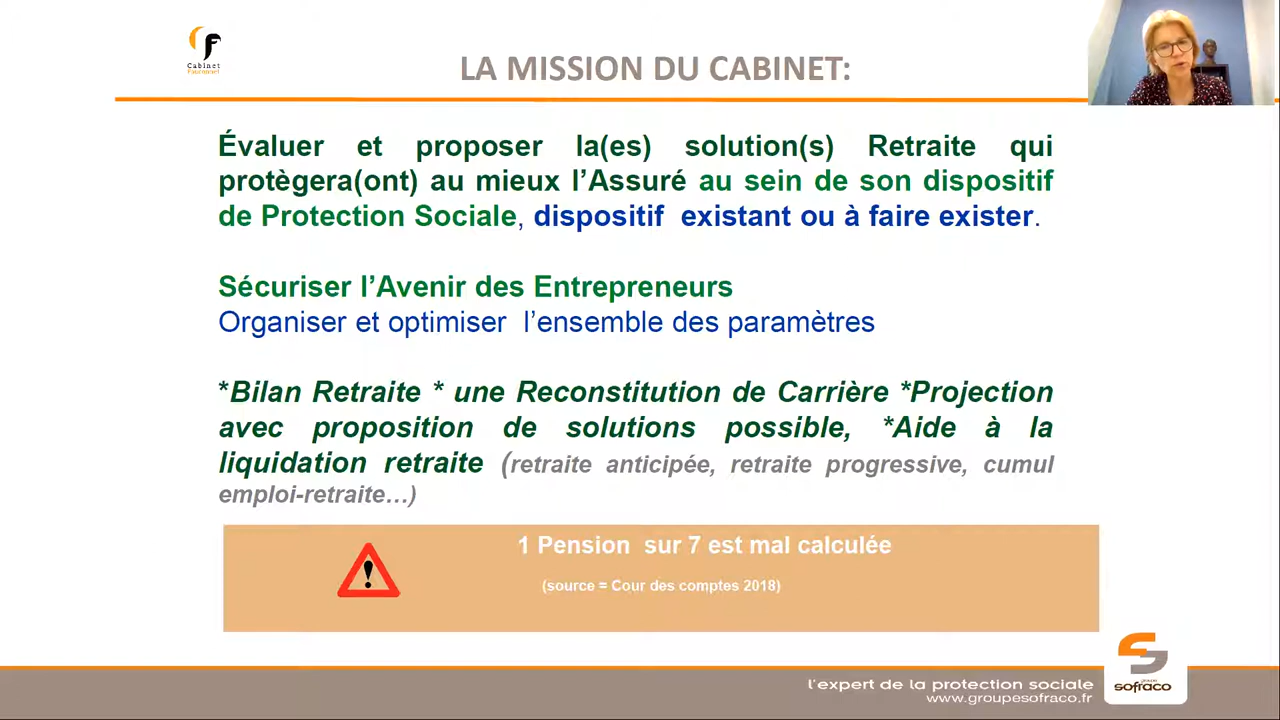 Cabinet
Fauconnet
LA MISSION DU CABINET:
Évaluer et proposer la(es) solution(s) Retraite qui
protègera(ont) au mieux l’Assuré au sein de son dispositif
de Protection Sociale, dispositif existant ou à faire exister.
Sécuriser l’Avenir des Entrepreneurs
Organiser et optimiser l’ensemble des paramètres
*Bilan Retraite * une Reconstitution de Carrière *Projection
avec proposition de solutions possible, *Aide à la
liquidation retraite (retraite anticipée, retraite progressive, cumul
emploi-retraite…)
1 Pension sur 7 est mal calculée
(source = Cour des comptes 2018)
l'expert de la protection sociale
www.groupesofraco.fr
groupe
sofraco